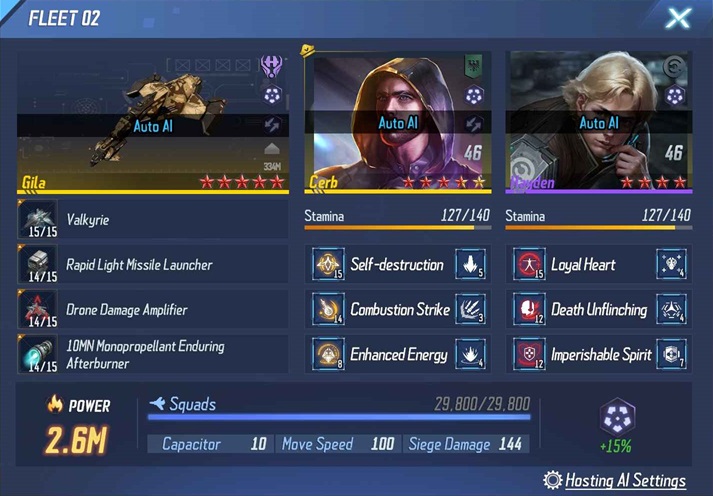 FLEET 02
Auto AI
334M
Gila
Auto AI
46
Cerb
Auto AI
46
Hayden
Valkyrie
15/15
Rapid Light Missile Launcher
14/15
Drone Damage Amplifier
14/15
10MN Monopropellant Enduring
Afterburner
14/15
Stamina 127/140
15 Self-destruction 5
14 Combustion Strike 3
8 Enhanced Energy 4
Stamina 127/140
15 Loyal Heart 4
12 Death Unflinching 4
12 Imperishable Spirit 7
POWER
2.6M
Squads 29,800/29,800
Capacitor 10 Move Speed 100 Siege Damage 144
+15%
Hosting AI Settings